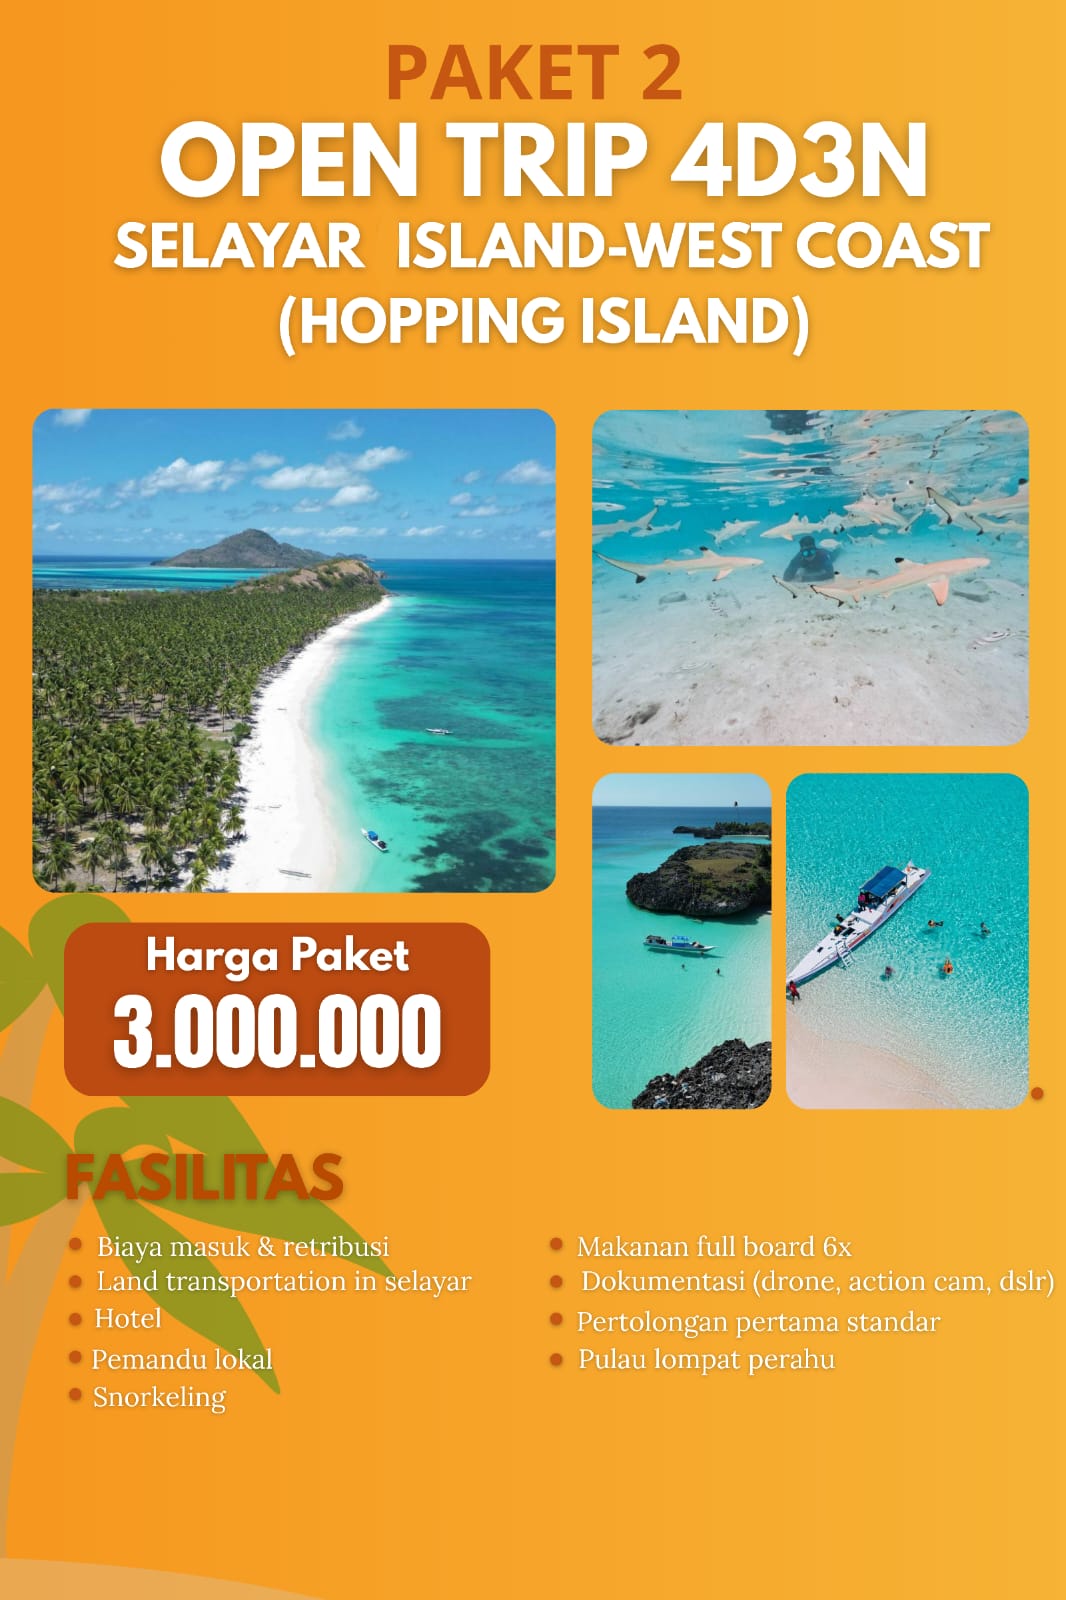 PAKET 2
OPEN TRIP 4D3N
SELAYAR ISLAND-WEST COAST
(HOPPING ISLAND)
Harga Paket
3.000.000
FASILITAS
Biaya masuk & retribusi
Land transportation in selayar
Hotel
Pemandu lokal
Snorkeling
Makanan full board 6x
Dokumentasi (drone, action cam, dslr)
Pertolongan pertama standar
Pulau lompat perahu